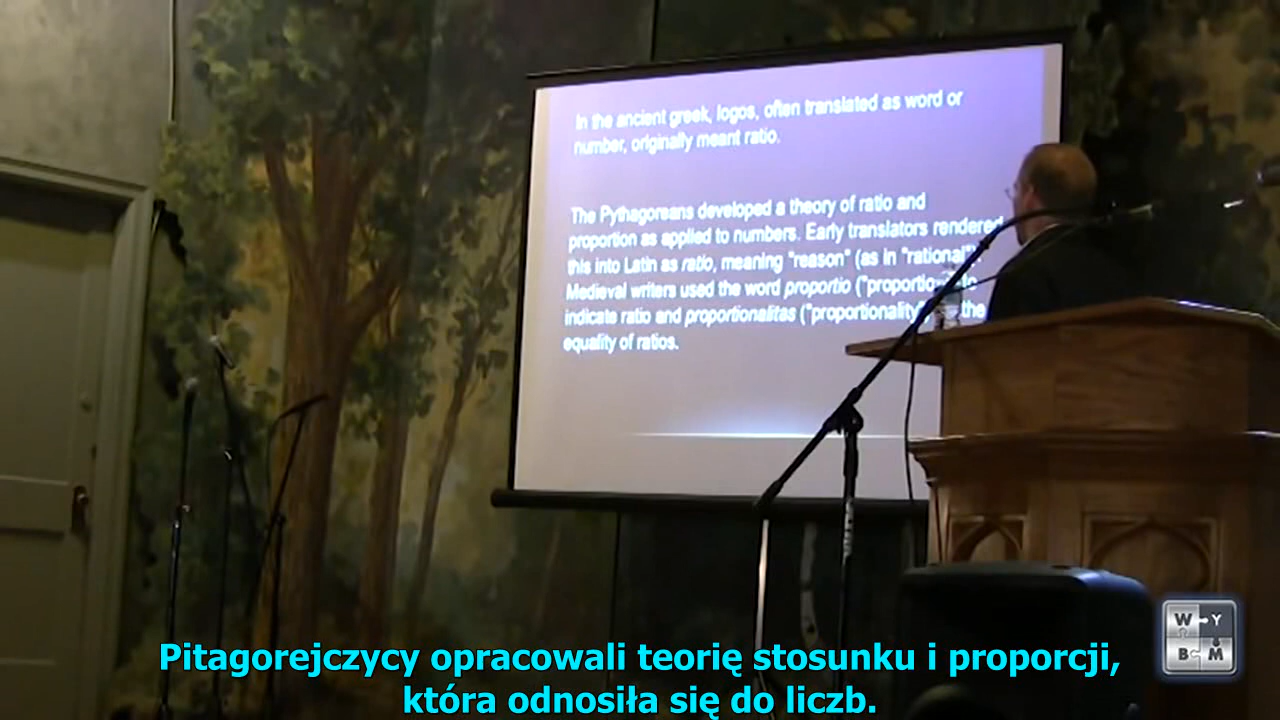 In the ancient greek, logos, often translated as word or
number, originally meant ratio.
The Pythagoreans developed a theory of ratio and
proportion as applied to numbers. Early translators rendered
this into Latin as ratio, meaning "reason" (as in "rational").
Medieval writers used the word proportio ("proportion") to
indicate ratio and proportionalitas ("proportionality") the
equality of ratios.
Pitagorejczycy opracowali teorię stosunku i proporcji,
która odnosiła się do liczb.
W Y
B M